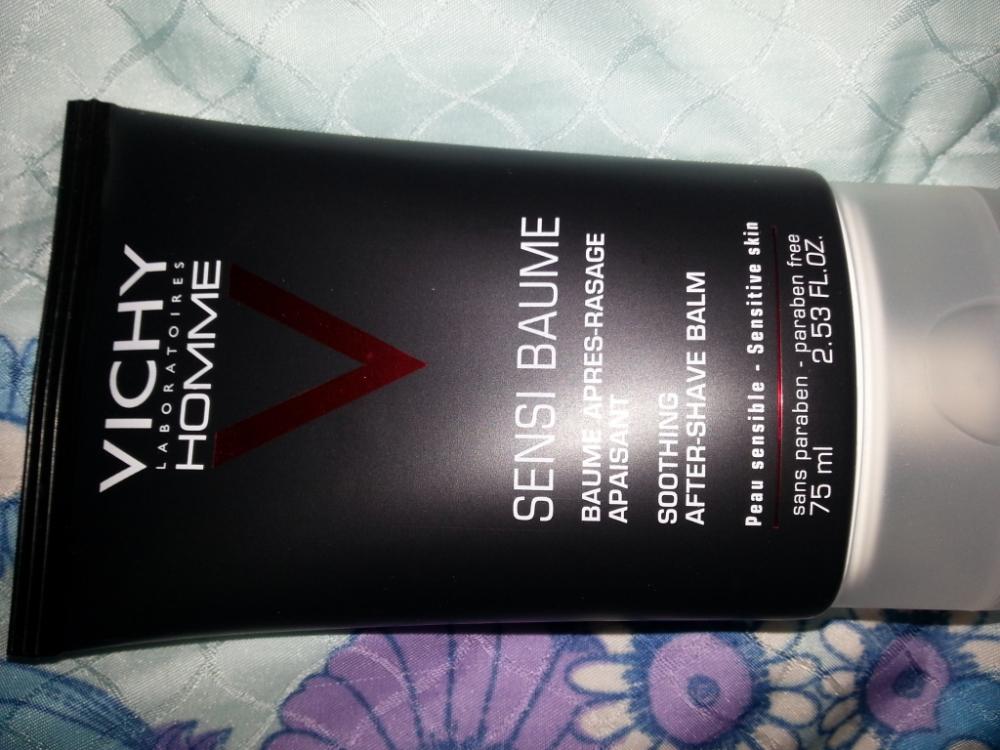 VICHY
LABORATOIRES
HOMME
SENSI BAUME
BAUME APRES-RASAGE
APAISANT
SOOTHING
AFTER-SHAVE BALM
Peau sensible - Sensitive skin
sans paraben - paraben free
75 ml 2.53 FL.OZ.